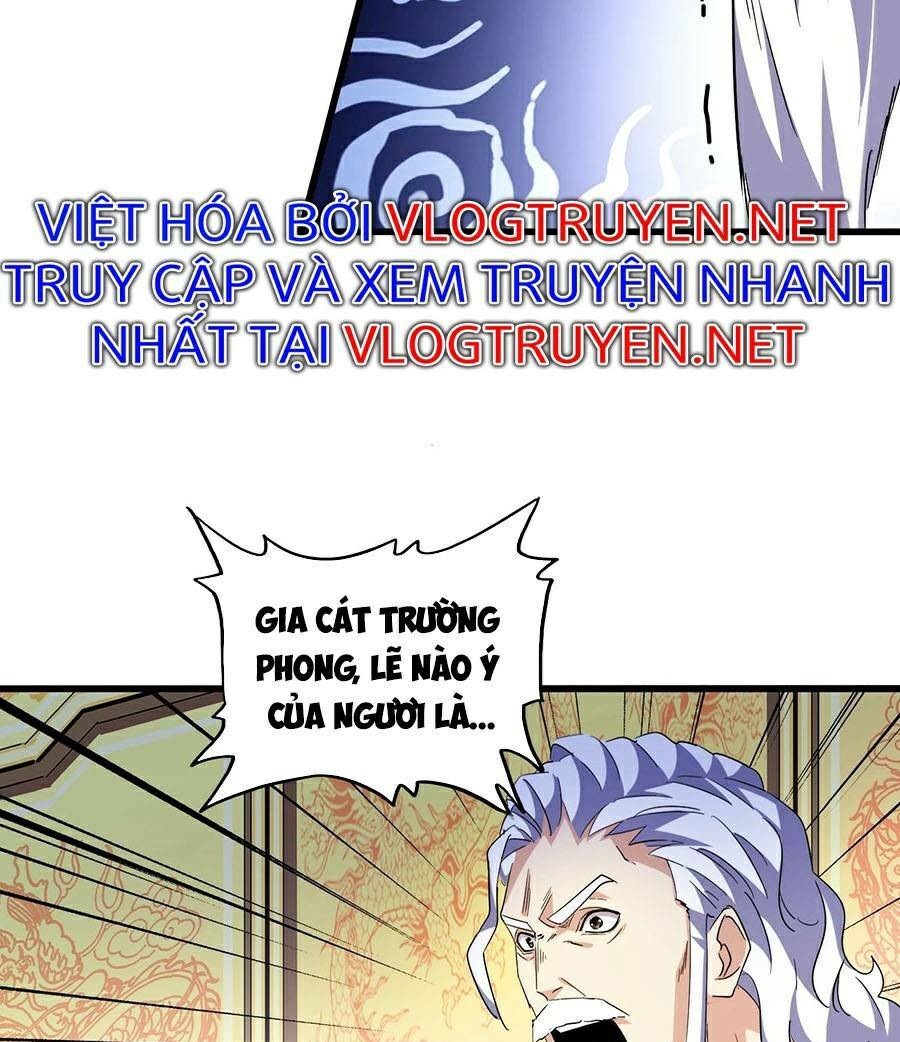 VIỆT HÓA BỞI VLOGTRUYEN.NET
TRUY CẬP VÀ XEM TRUYỆN NHANH
NHẤT TẠI VLOGTRUYEN.NET
GIA CÁT TRƯỜNG
PHONG, LẼ NÀO Ý
CỦA NGƯƠI LÀ...